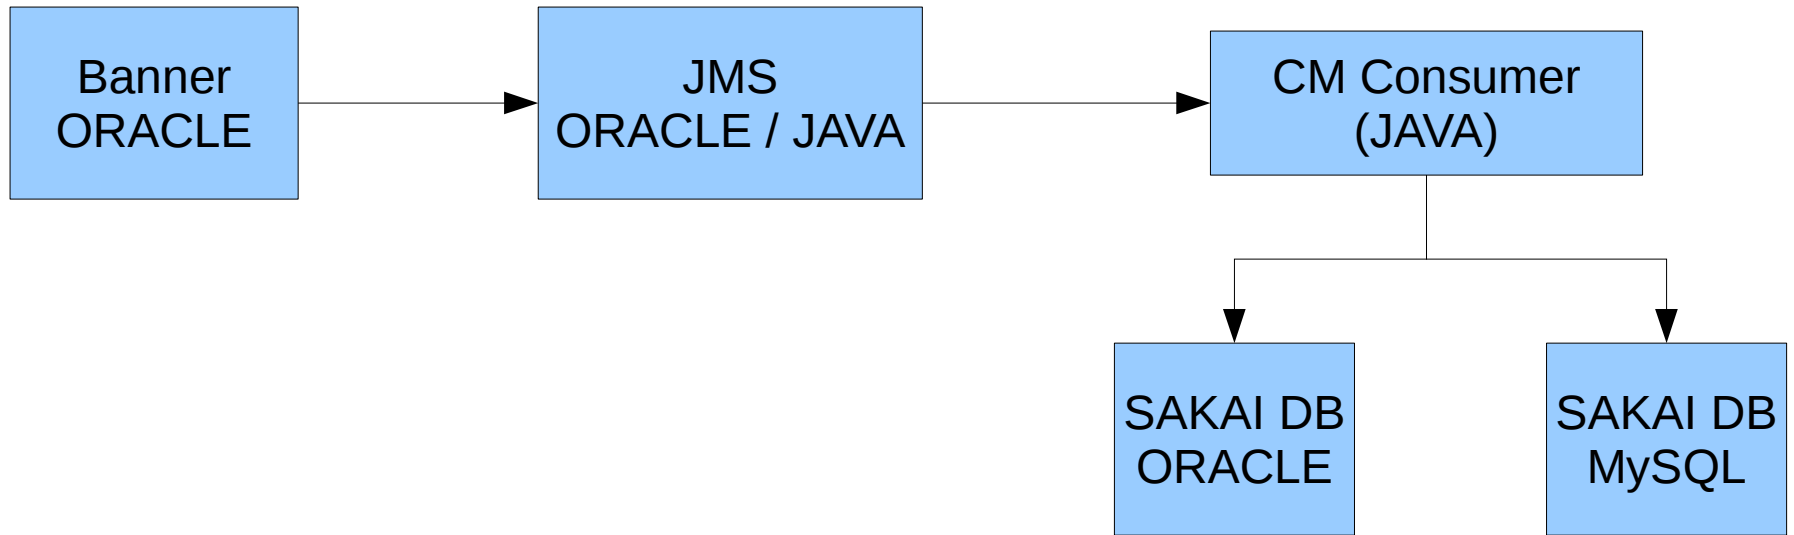 Banner
ORACLE
JMS
ORACLE / JAVA
CM Consumer
(JAVA)
SAKAI DB
ORACLE
SAKAI DB
MySQL